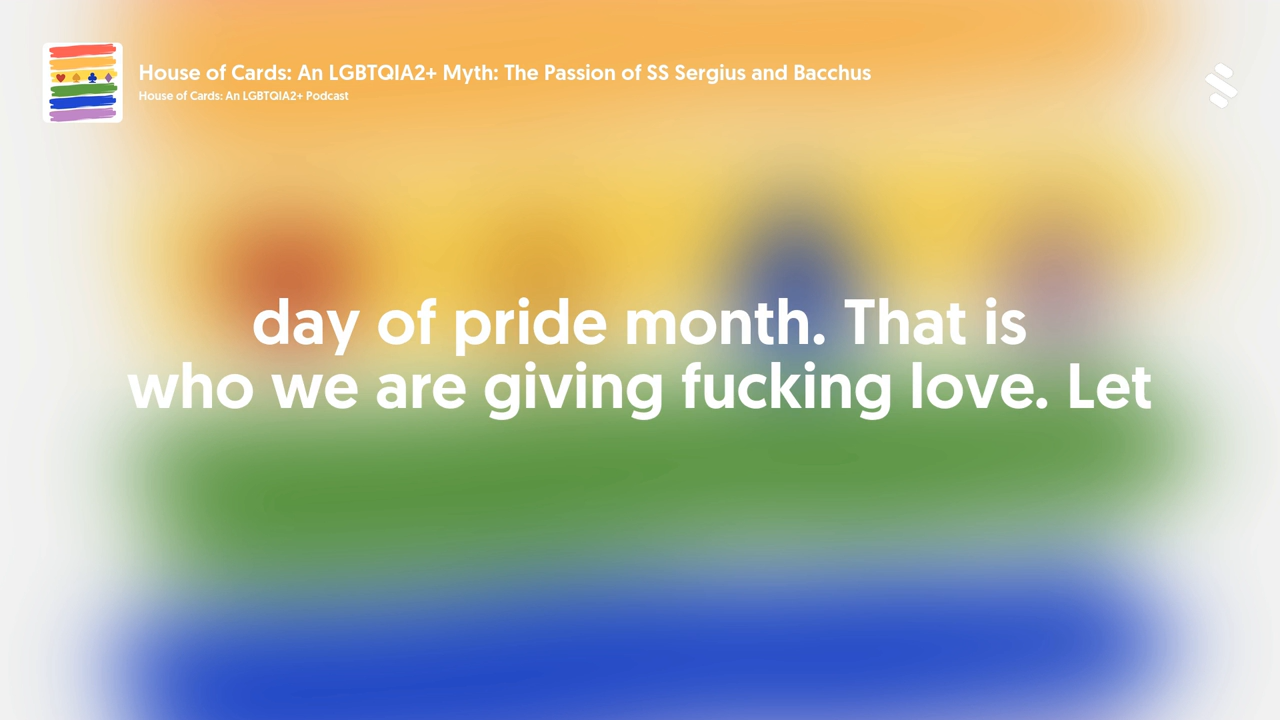 House of Cards: An LGBTQIA2+ Myth: The Passion of SS Sergius and Bacchus
House of Cards: An LGBTQIA2+ Podcast
day of pride month. That is
who we are giving fucking love. Let